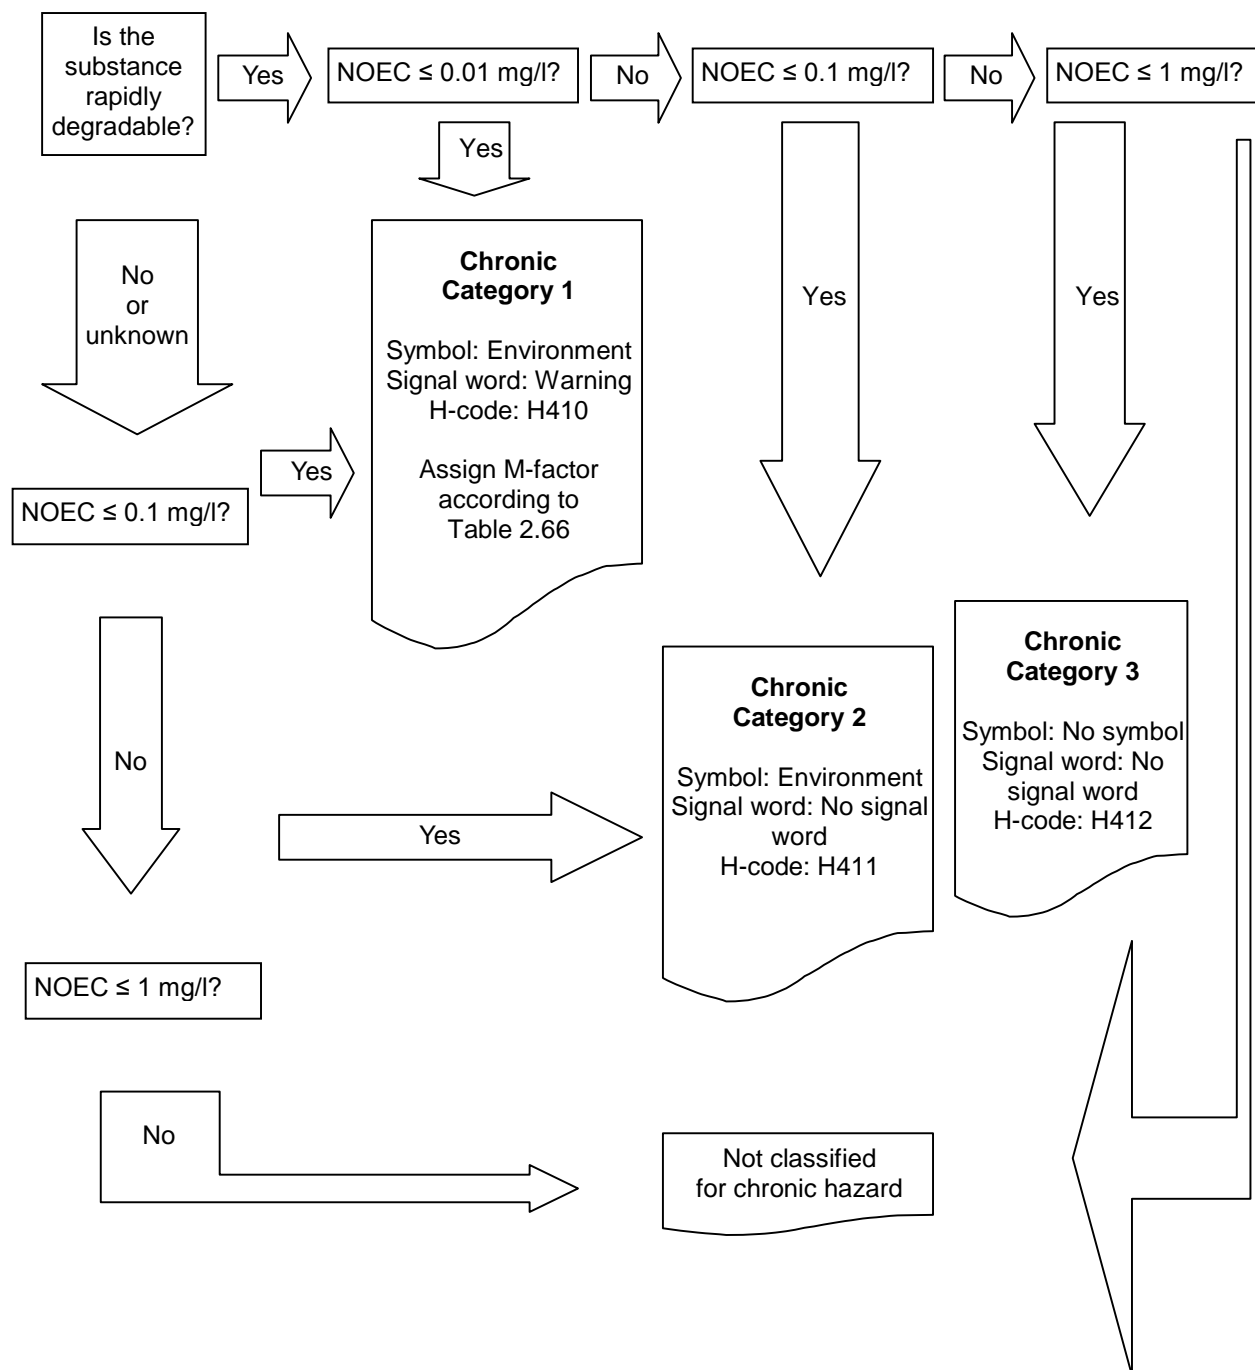 Is the
substance
rapidly
degradable?
Yes
NOEC ≤ 0.01 mg/l?
No
NOEC ≤ 0.1 mg/l?
No
NOEC ≤ 1 mg/l?
Yes
No
or
unknown
Chronic
Category 1
Symbol: Environment
Signal word: Warning
H-code: H410
Assign M-factor
according to
Table 2.66
Yes
Yes
Yes
NOEC ≤ 0.1 mg/l?
No
Yes
Chronic
Category 2
Symbol: Environment
Signal word: No signal
word
H-code: H411
Chronic
Category 3
Symbol: No symbol
Signal word: No
signal word
H-code: H412
NOEC ≤ 1 mg/l?
No
Not classified
for chronic hazard